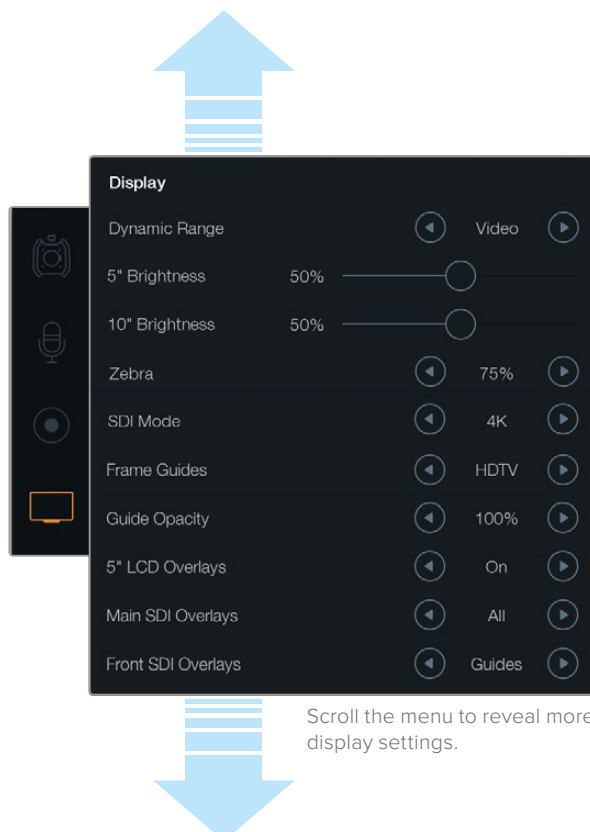 Display
Dynamic Range Video
5" Brightness 50%
10" Brightness 50%
Zebra 75%
SDI Mode 4K
Frame Guides HDTV
Guide Opacity 100%
5" LCD Overlays On
Main SDI Overlays All
Front SDI Overlays Guides
Scroll the menu to reveal more
display settings.